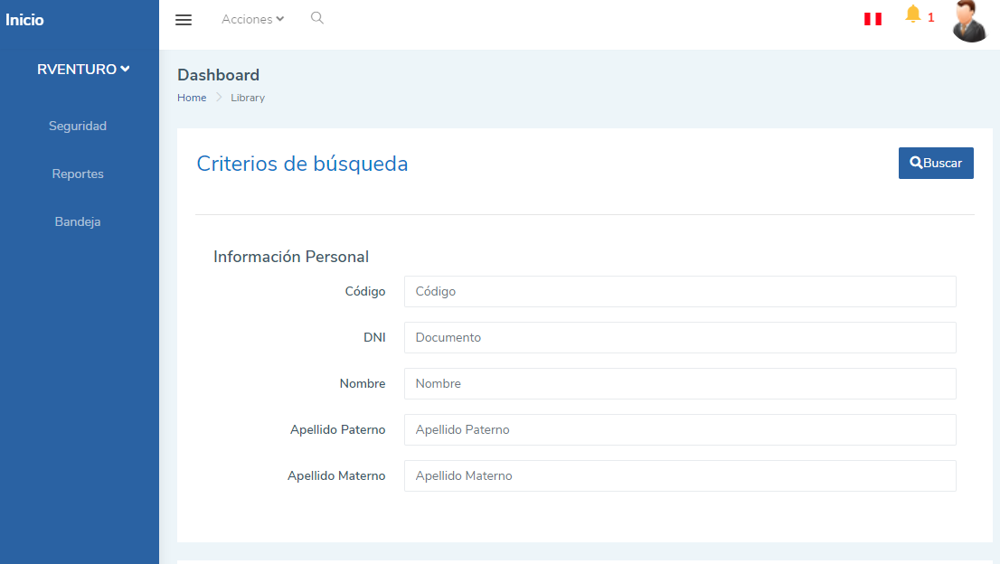 Inicio
Acciones
1
RVENTURO
Seguridad
Reportes
Bandeja
Dashboard
Home > Library
Criterios de búsqueda
Buscar
Información Personal
Código Código
DNI Documento
Nombre Nombre
Apellido Paterno Apellido Paterno
Apellido Materno Apellido Materno